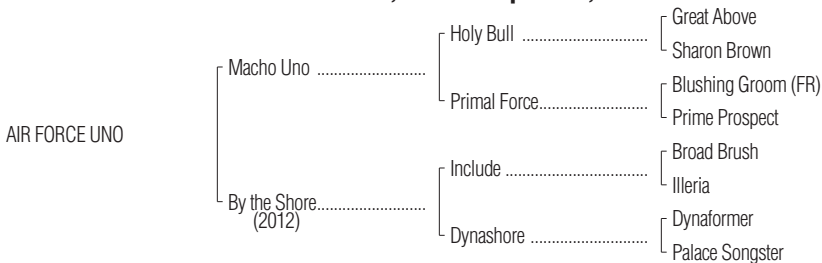 Great Above
Holy Bull ..............................
Sharon Brown
Macho Uno ..........................
Blushing Groom (FR)
Primal Force..........................
Prime Prospect
AIR FORCE UNO
Broad Brush
Include ..................................
Illeria
By the Shore..........................
(2012)
Dynaformer
Dynashore ............................
Palace Songster